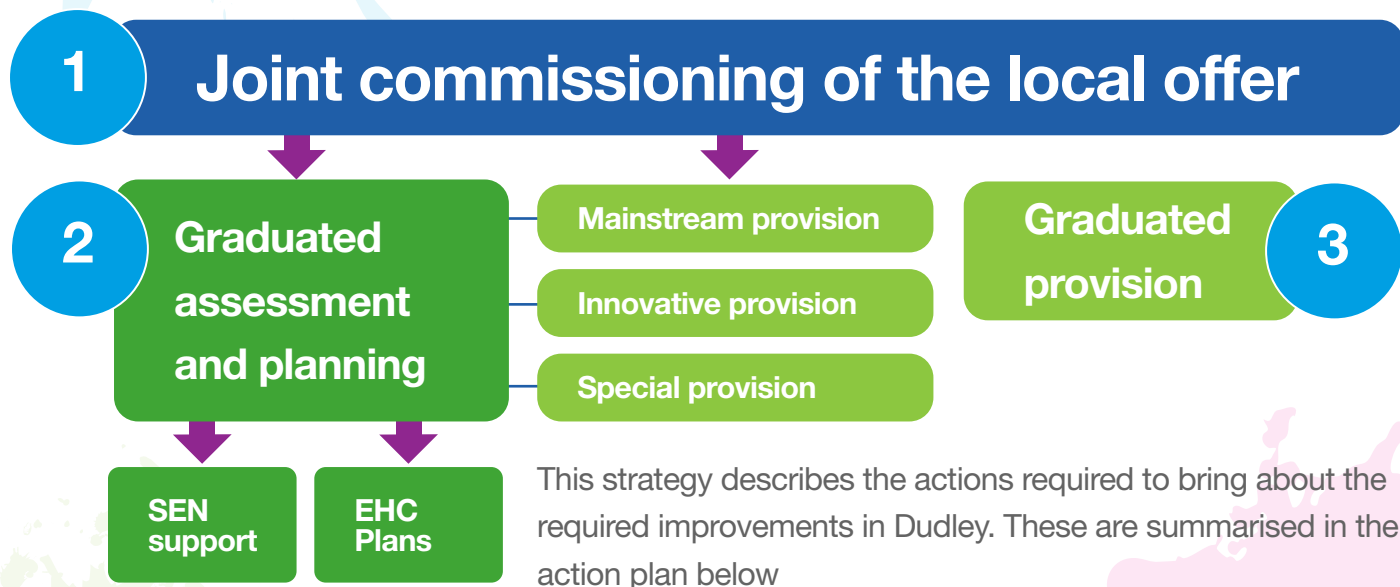 1
Joint commissioning of the local offer
2
Graduated
assessment
and planning
Mainstream provision
Innovative provision
Special provision
Graduated
provision
3
SEN
support
EHC
Plans
This strategy describes the actions required to bring about the
required improvements in Dudley. These are summarised in the
action plan below